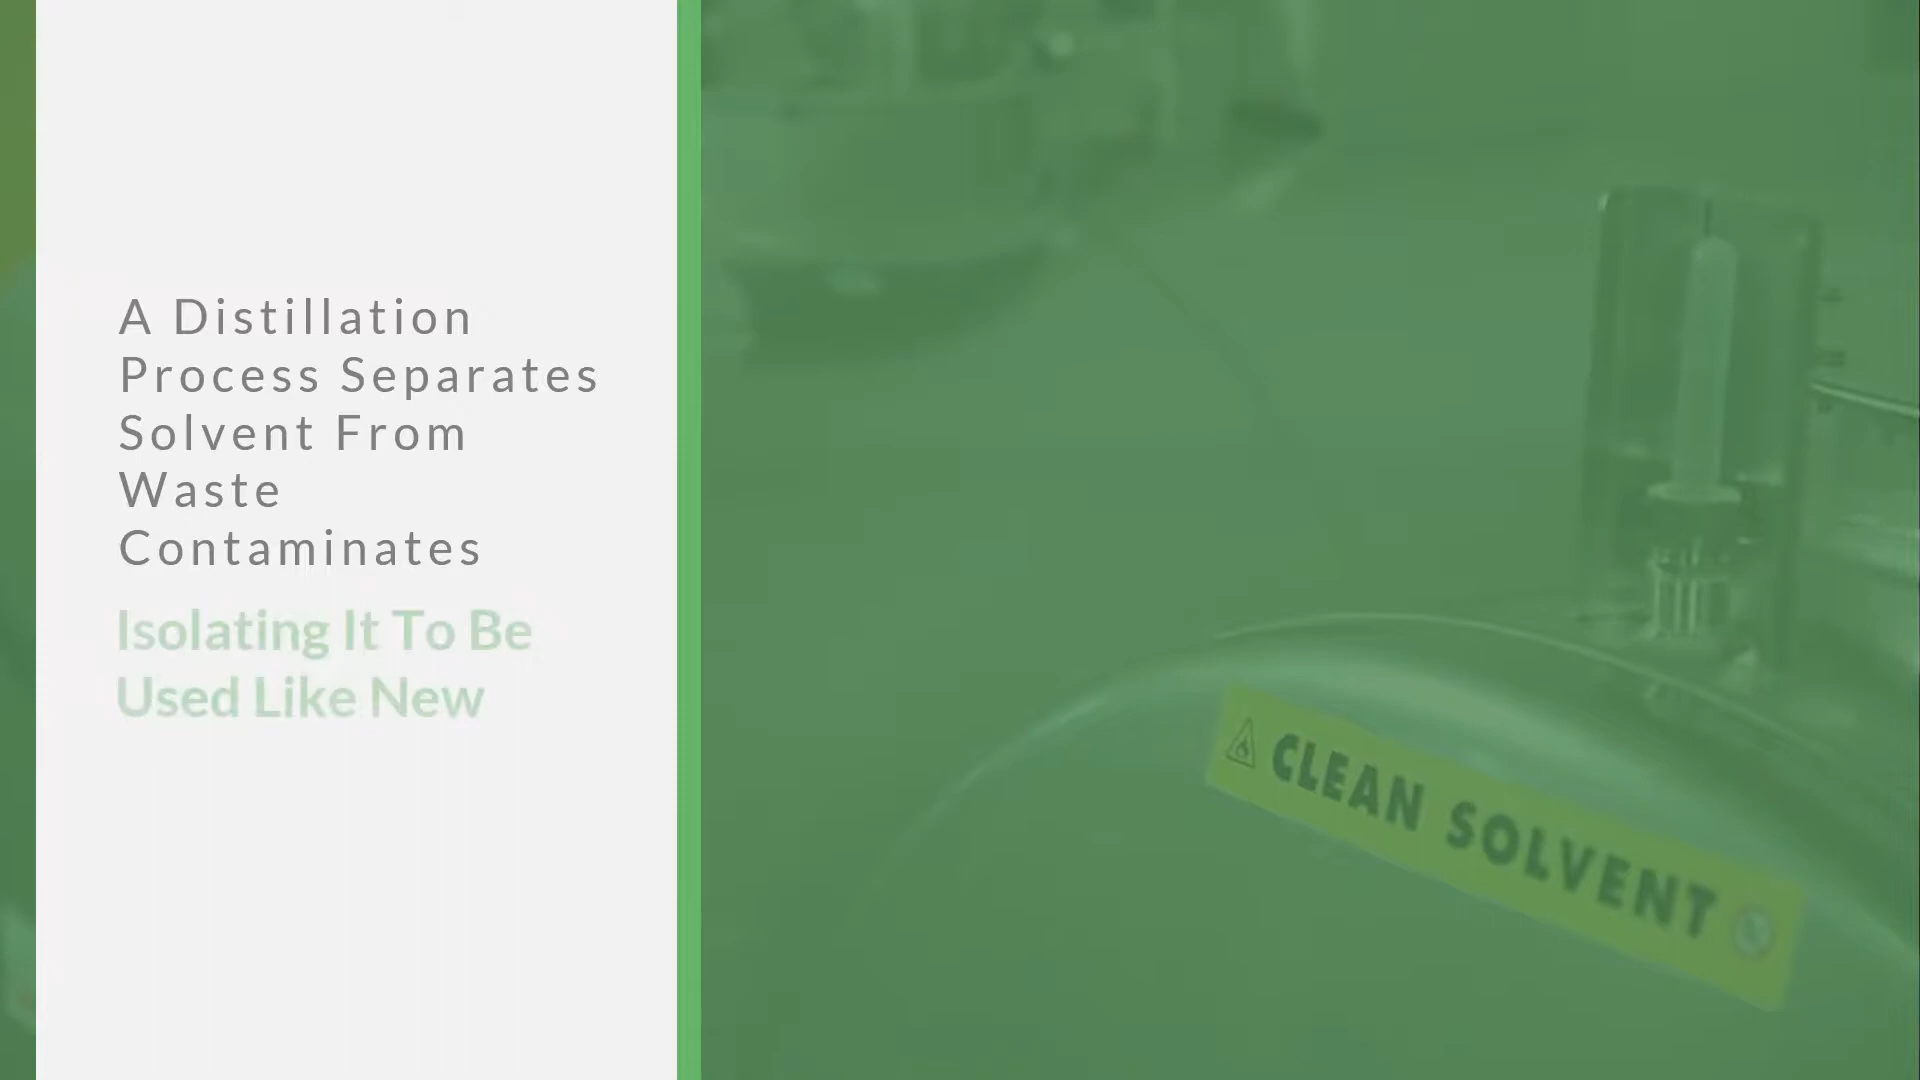 A Distillation
Process Separates
Solvent From
Waste
Contaminates
Isolating It To Be
Used Like New
CLEAN SOLVENT